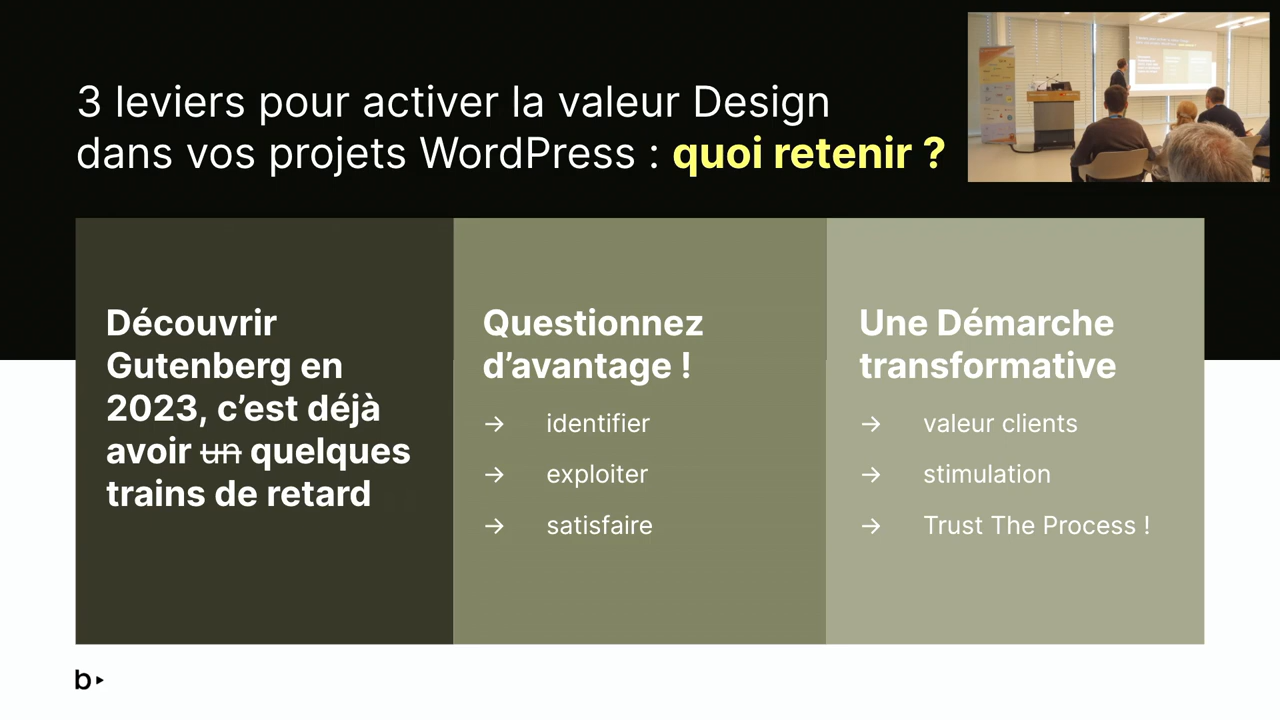 3 leviers pour activer la valeur Design
dans vos projets WordPress : quoi retenir ?
Découvrir
Gutenberg en
2023, c’est déjà
avoir un quelques
trains de retard
Questionnez
d’avantage !
→ identifier
→ exploiter
→ satisfaire
Une Démarche
transformative
→ valeur clients
→ stimulation
→ Trust The Process !
b